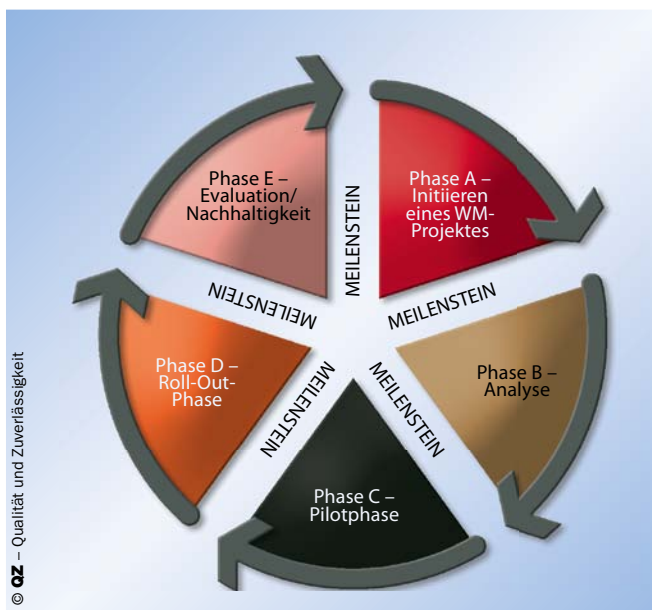 Phase A –
Initiieren
eines WM-
Projektes
MEILENSTEIN
Phase B –
Analyse
MEILENSTEIN
Phase C –
Pilotphase
MEILENSTEIN
Phase D –
Roll-Out-
Phase
MEILENSTEIN
Phase E –
Evaluation/
Nachhaltigkeit
MEILENSTEIN
© QZ – Qualität und Zuverlässigkeit